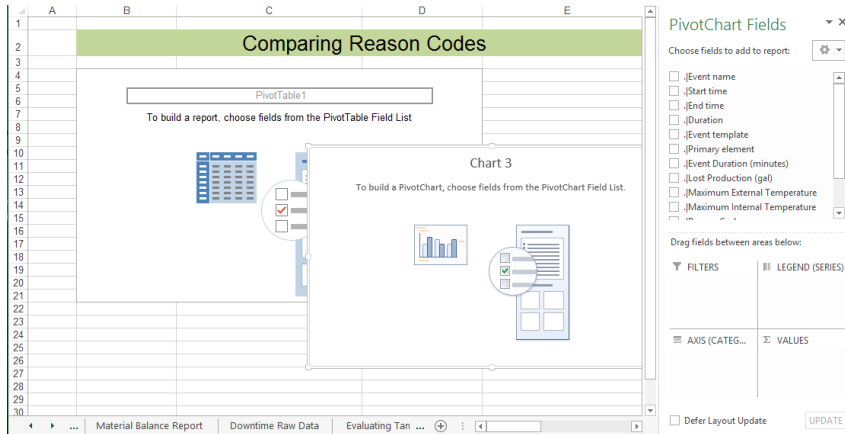 A B C D E
1
2
3
4
5
6
7
8
9
10
11
12
13
14
15
16
17
18
19
20
21
22
23
24
25
26
27
28
29
30
Comparing Reason Codes
PivotTable1
To build a report, choose fields from the PivotTable Field List
Chart 3
To build a PivotChart, choose fields from the PivotChart Field List.
... Material Balance Report Downtime Raw Data Evaluating Tan ...
PivotChart Fields
Choose fields to add to report:
.|Event name
.|Start time
.|End time
.|Duration
.|Event template
.|Primary element
.|Event Duration (minutes)
.|Lost Production (gal)
.|Maximum External Temperature
.|Maximum Internal Temperature
Drag fields between areas below:
FILTERS
LEGEND (SERIES)
AXIS (CATEG...
Σ VALUES
Defer Layout Update
UPDATE